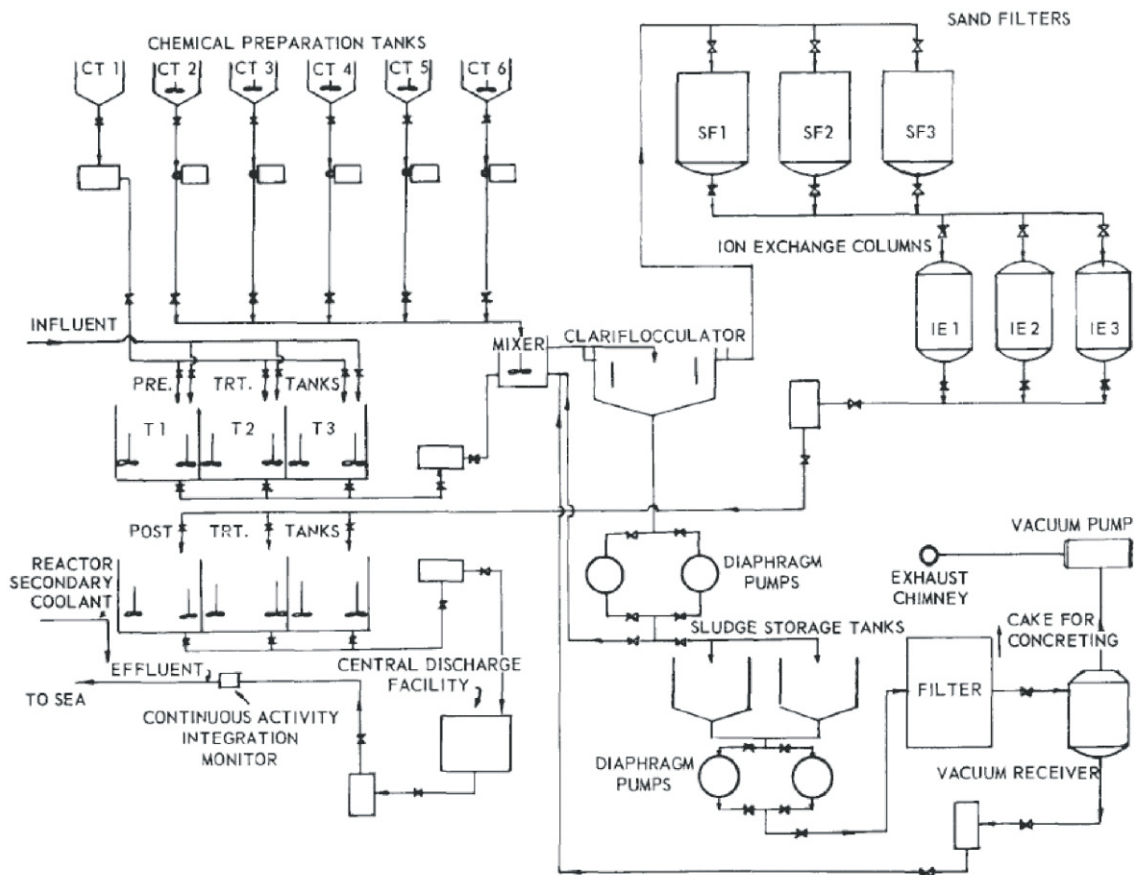 SAND FILTERS
CHEMICAL PREPARATION TANKS
CT 1
CT 2
CT 3
CT 4
CT 5
CT 6
SF1
SF2
SF3
ION EXCHANGE COLUMNS
IE 1
IE 2
IE 3
INFLUENT
MIXER
CLARIFLOCCULATOR
PRE. TRT. TANKS
T 1
T 2
T 3
POST TRT. TANKS
REACTOR
SECONDARY
COOLANT
DIAPHRAGM
PUMPS
VACUUM PUMP
EXHAUST
CHIMNEY
CAKE FOR
CONCRETING
SLUDGE STORAGE TANKS
FILTER
VACUUM RECEIVER
EFFLUENT
TO SEA
CONTINUOUS ACTIVITY
INTEGRATION
MONITOR
CENTRAL DISCHARGE
FACILITY
DIAPHRAGM
PUMPS